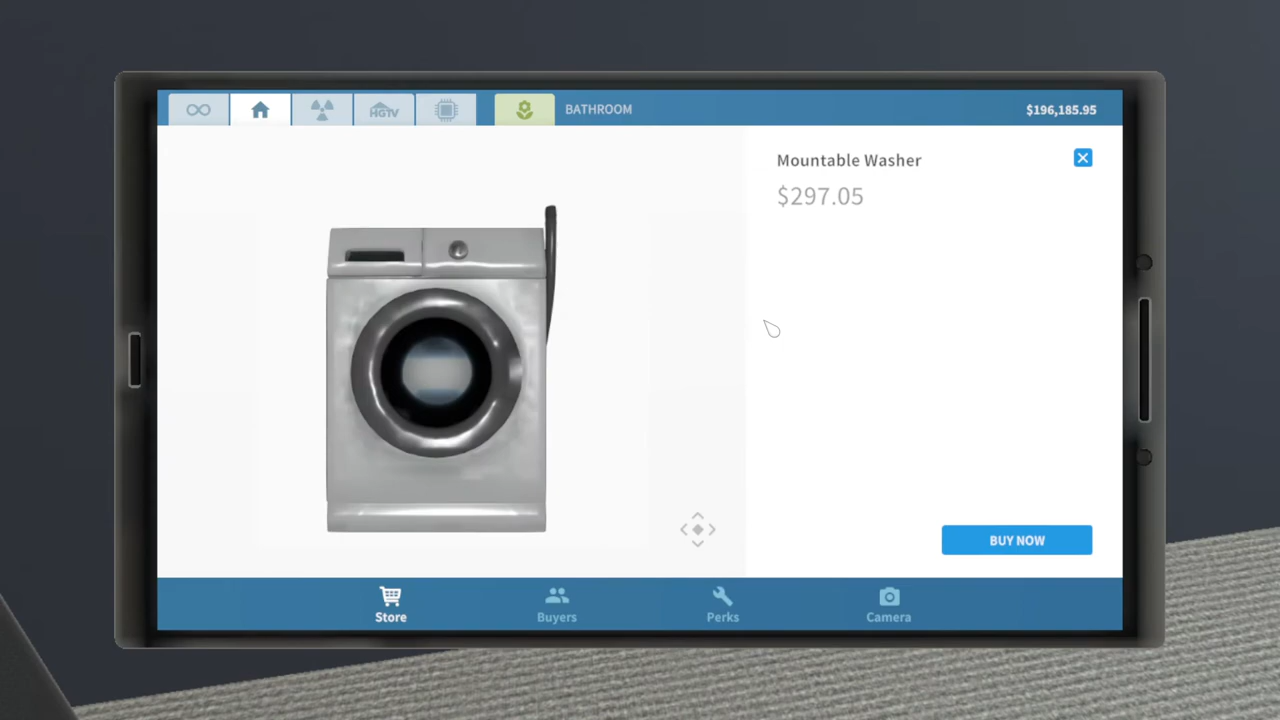 HGTV
BATHROOM
$196,185.95
Mountable Washer
$297.05
BUY NOW
Store
Buyers
Perks
Camera